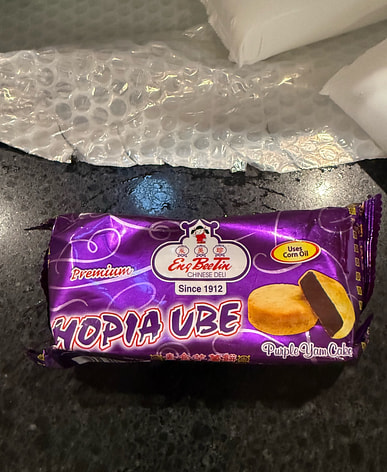 Premium
Eng Bee Tin
CHINESE DELI
Since 1912
Uses
Corn Oil
HOPIA UBE
Purple Yam Cake